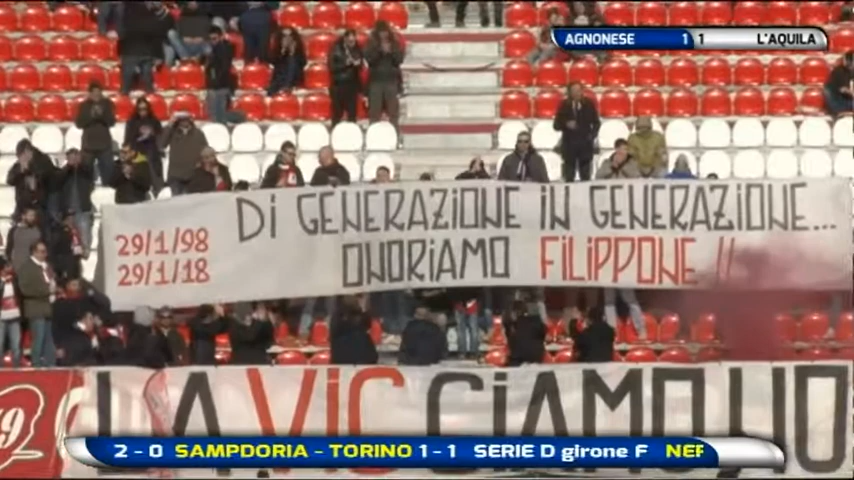 AGNONESE 1 1 L'AQUILA
29/1/98
29/1/18
Di GENERAZiONE iN GENERAZiONE...
ONORiAMO FiLiPPONE !!
2 - 0 SAMPDORIA - TORINO 1 - 1 SERIE D girone F